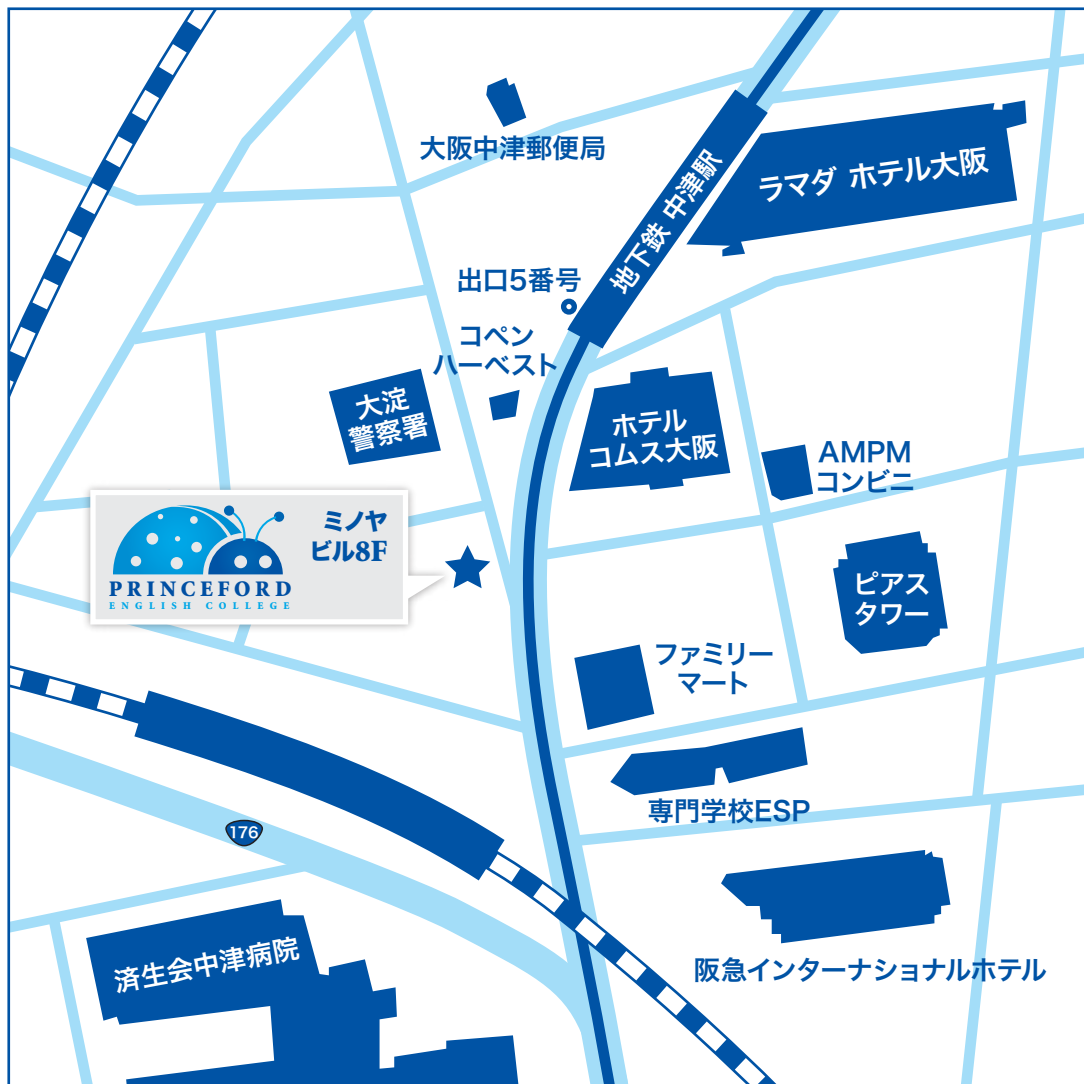 大阪中津郵便局
地下鉄 中津駅
ラマダ ホテル大阪
出口5番号
コペン
ハーベスト
大淀
警察署
ホテル
コムス大阪
AMPM
コンビニ
ミノヤ
ビル8F
PRINCEFORD
ENGLISH COLLEGE
ピアス
タワー
ファミリー
マート
専門学校ESP
176
済生会中津病院
阪急インターナショナルホテル